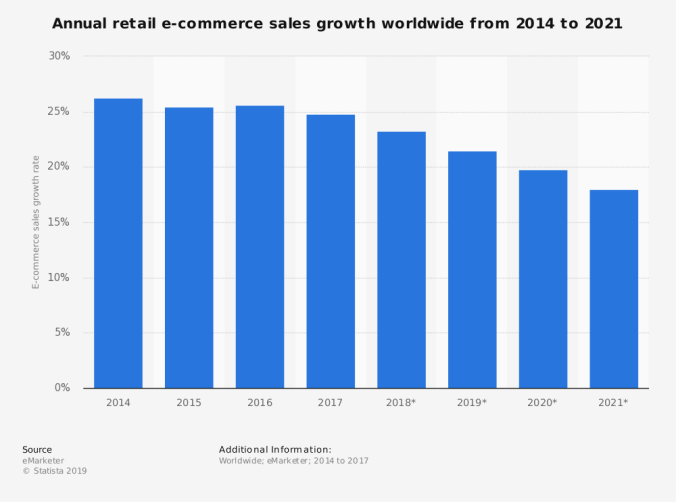 Annual retail e-commerce sales growth worldwide from 2014 to 2021
30%
25%
20%
15%
10%
5%
0%
E-commerce sales growth rate
2014 2015 2016 2017 2018* 2019* 2020* 2021*
Source
eMarketer
© Statista 2019
Additional Information:
Worldwide; eMarketer; 2014 to 2017